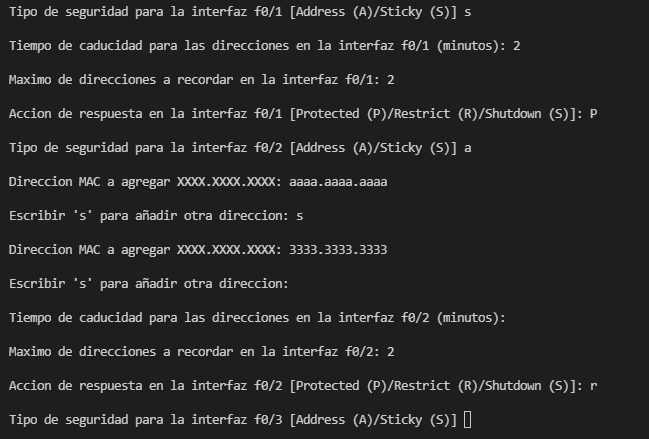 Tipo de seguridad para la interfaz f0/1 [Address (A)/Sticky (S)] s
Tiempo de caducidad para las direcciones en la interfaz f0/1 (minutos): 2
Maximo de direcciones a recordar en la interfaz f0/1: 2
Accion de respuesta en la interfaz f0/1 [Protected (P)/Restrict (R)/Shutdown (S)]: P
Tipo de seguridad para la interfaz f0/2 [Address (A)/Sticky (S)] a
Direccion MAC a agregar XXXX.XXXX.XXXX: aaaa.aaaa.aaaa
Escribir 's' para añadir otra direccion: s
Direccion MAC a agregar XXXX.XXXX.XXXX: 3333.3333.3333
Escribir 's' para añadir otra direccion:
Tiempo de caducidad para las direcciones en la interfaz f0/2 (minutos):
Maximo de direcciones a recordar en la interfaz f0/2: 2
Accion de respuesta en la interfaz f0/2 [Protected (P)/Restrict (R)/Shutdown (S)]: r
Tipo de seguridad para la interfaz f0/3 [Address (A)/Sticky (S)]